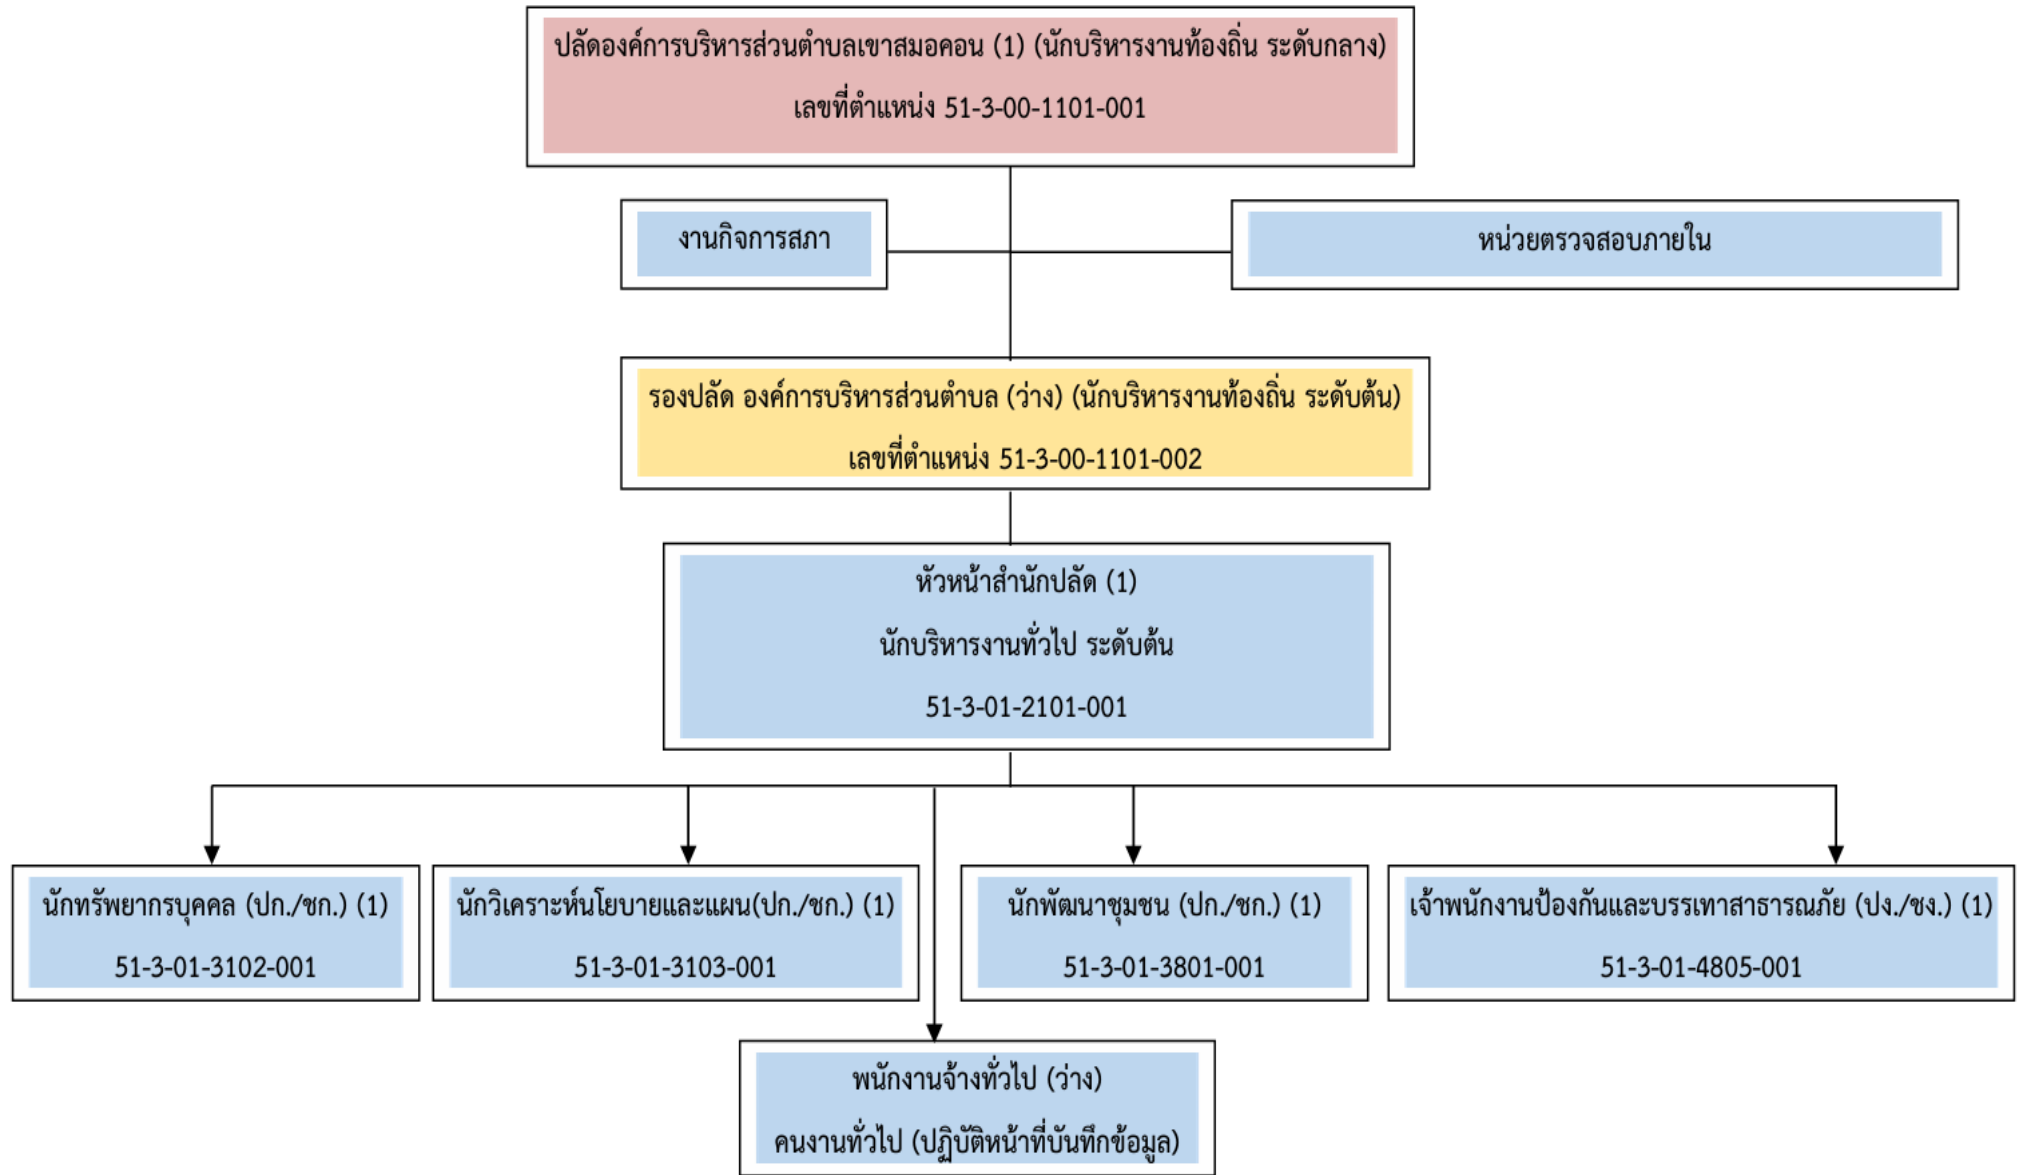 ปลัดองค์การบริหารส่วนตำบลเขาสมอคอน (1) (นักบริหารงานท้องถิ่น ระดับกลาง)
เลขที่ตำแหน่ง 51-3-00-1101-001
งานกิจการสภา
หน่วยตรวจสอบภายใน
รองปลัด องค์การบริหารส่วนตำบล (ว่าง) (นักบริหารงานท้องถิ่น ระดับต้น)
เลขที่ตำแหน่ง 51-3-00-1101-002
หัวหน้าสำนักปลัด (1)
นักบริหารงานทั่วไป ระดับต้น
51-3-01-2101-001
นักทรัพยากรบุคคล (ปก./ชก.) (1)
51-3-01-3102-001
นักวิเคราะห์นโยบายและแผน(ปก./ชก.) (1)
51-3-01-3103-001
นักพัฒนาชุมชน (ปก./ชก.) (1)
51-3-01-3801-001
เจ้าพนักงานป้องกันและบรรเทาสาธารณภัย (ปง./ชง.) (1)
51-3-01-4805-001
พนักงานจ้างทั่วไป (ว่าง)
คนงานทั่วไป (ปฏิบัติหน้าที่บันทึกข้อมูล)